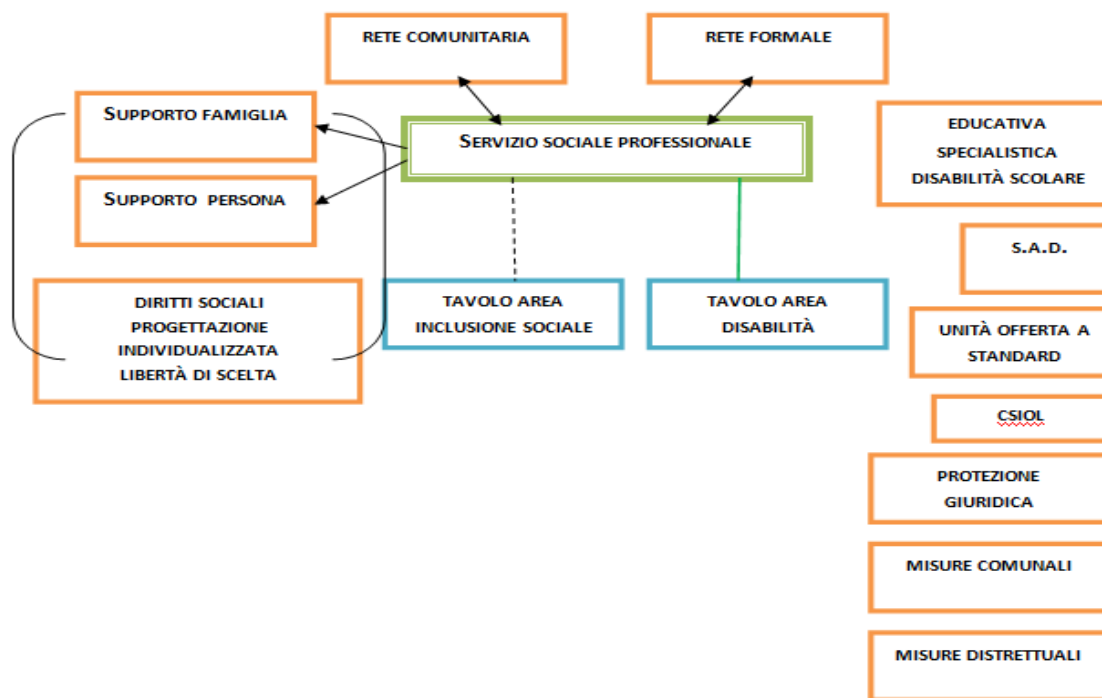 RETE COMUNITARIA
RETE FORMALE
SUPPORTO FAMIGLIA
SERVIZIO SOCIALE PROFESSIONALE
SUPPORTO PERSONA
DIRITTI SOCIALI
PROGETTAZIONE
INDIVIDUALIZZATA
LIBERTÀ DI SCELTA
TAVOLO AREA
INCLUSIONE SOCIALE
TAVOLO AREA
DISABILITÀ
EDUCATIVA
SPECIALISTICA
DISABILITÀ SCOLARE
S.A.D.
UNITÀ OFFERTA A
STANDARD
CSIOL
PROTEZIONE
GIURIDICA
MISURE COMUNALI
MISURE DISTRETTUALI